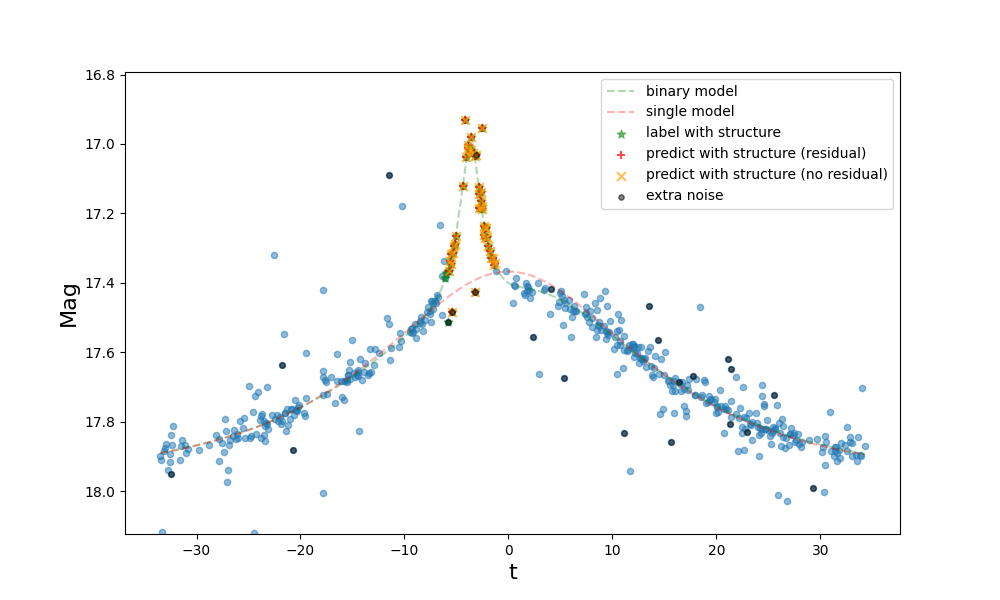 16.8
17.0
17.2
17.4
17.6
17.8
18.0
Mag
−30
−20
−10
0
10
20
30
t
binary model
single model
label with structure
predict with structure (residual)
predict with structure (no residual)
extra noise